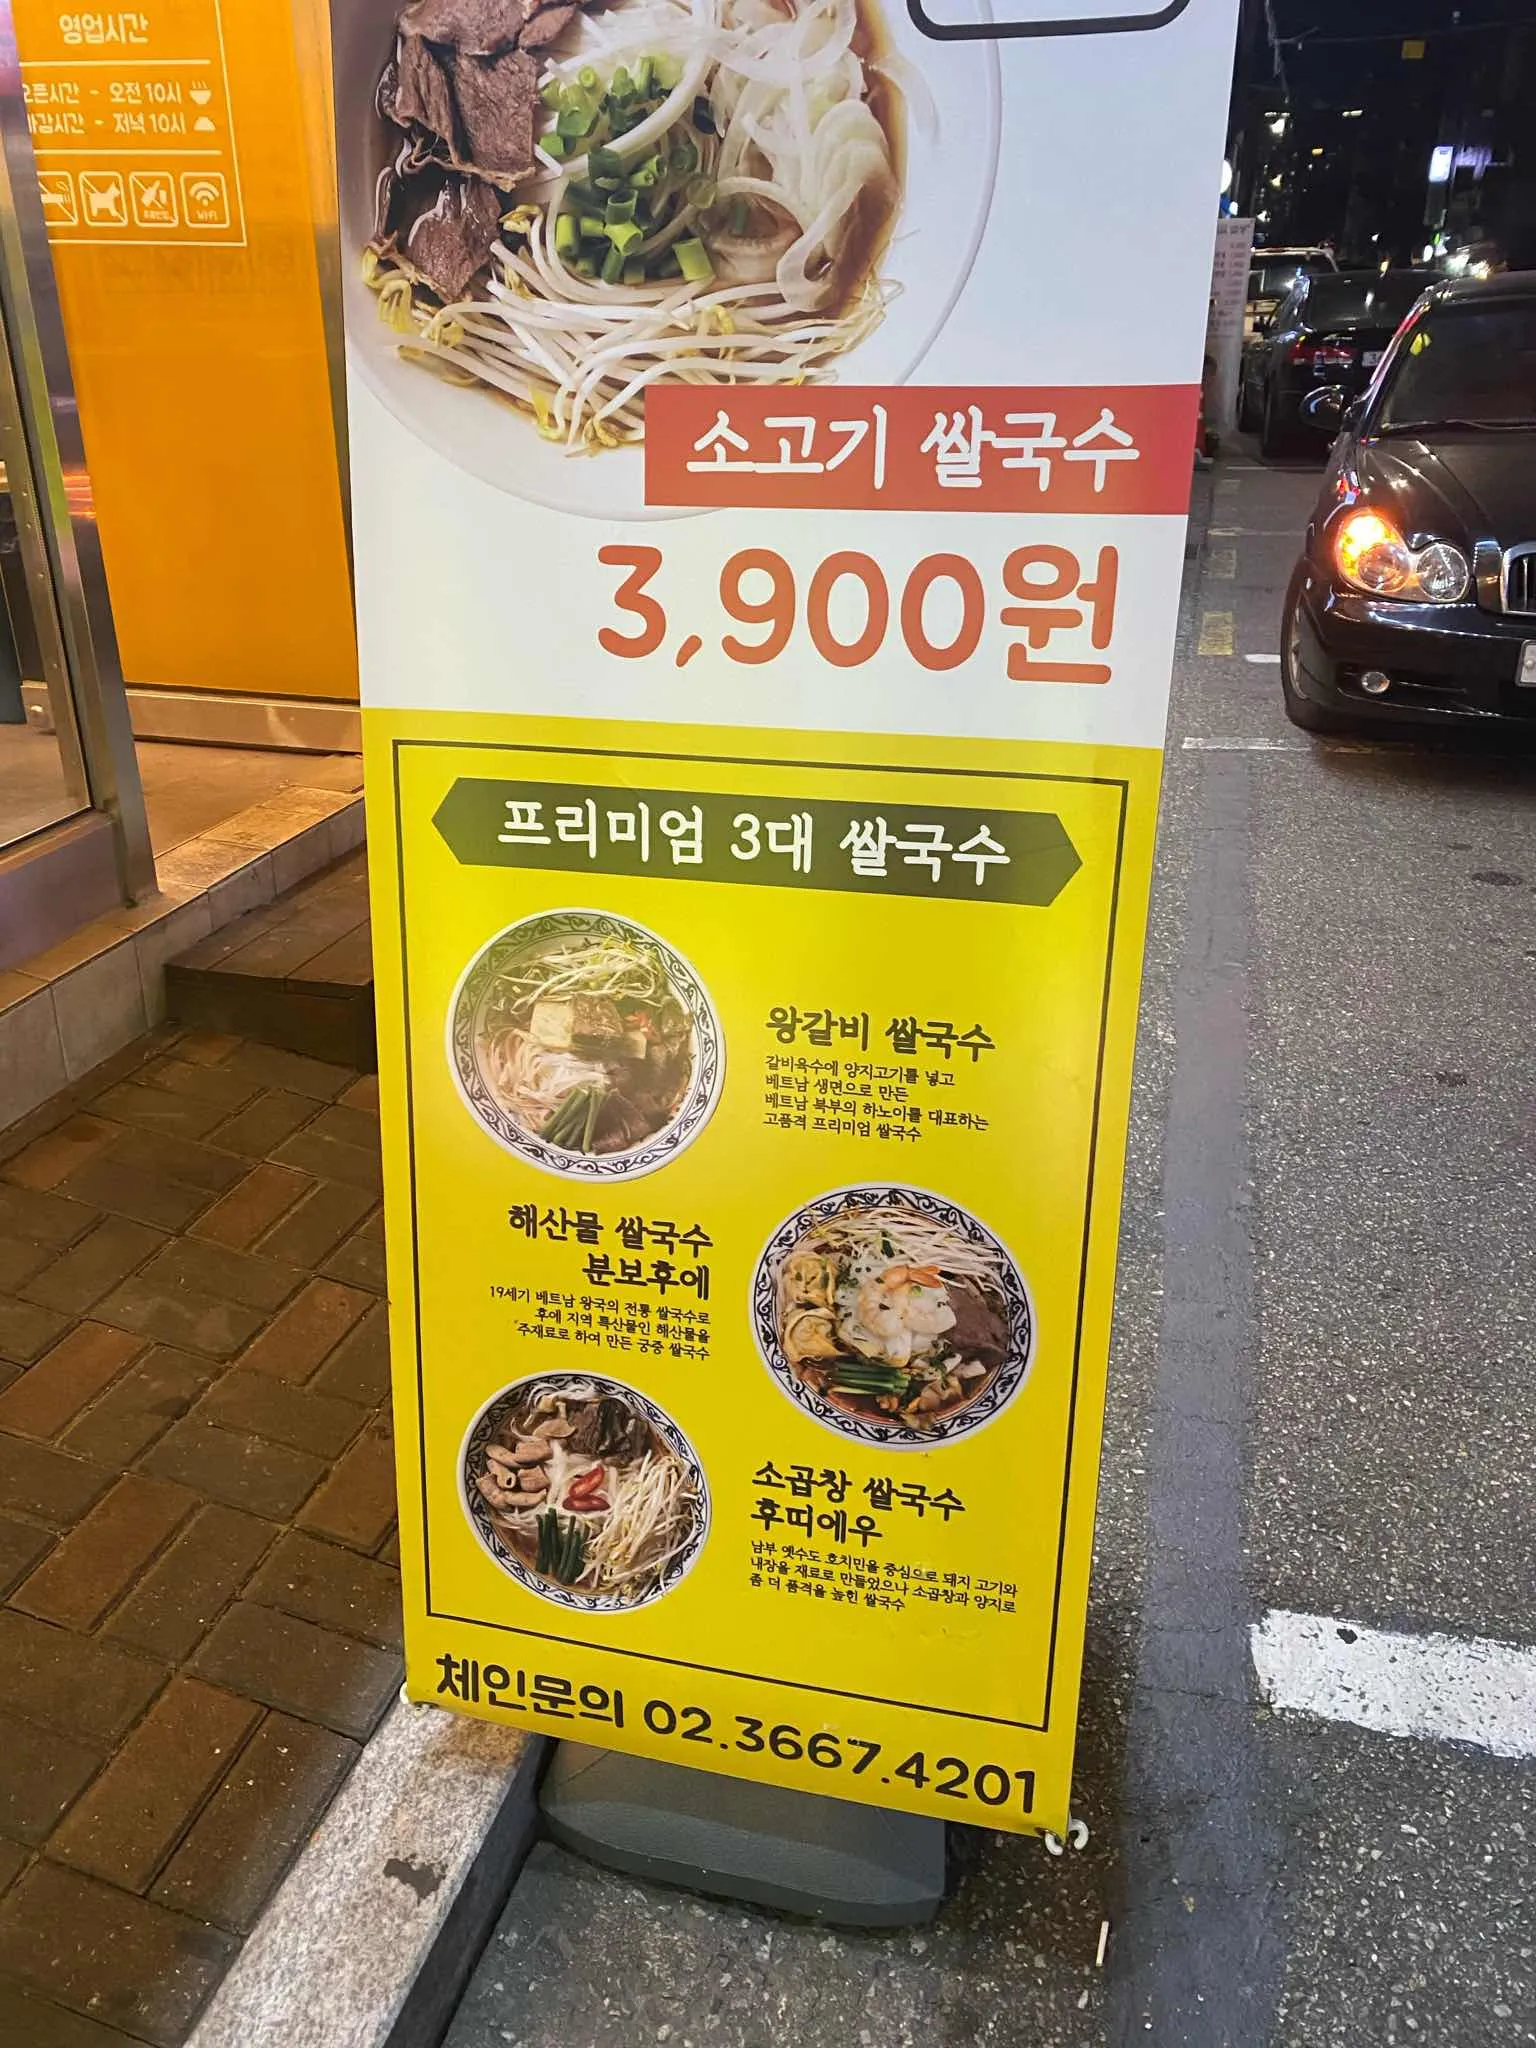 영업시간
오픈시간 - 오전 10시
마감시간 - 저녁 10시
WI-FI
소고기 쌀국수
3,900원
프리미엄 3대 쌀국수
왕갈비 쌀국수
갈비육수에 양지고기를 넣고
베트남 생면으로 만든
베트남 북부의 하노이를 대표하는
고품격 프리미엄 쌀국수
해산물 쌀국수
분보후에
19세기 베트남 왕국의 전통 쌀국수로
후에 지역 특산물인 해산물을
주재료로 하여 만든 궁중 쌀국수
소곱창 쌀국수
후띠에우
남부 옛수도 호치민을 중심으로 돼지 고기와
내장을 재료로 만들었으나 소곱창과 양지로
좀 더 품격을 높힌 쌀국수
체인문의 02.3667.4201